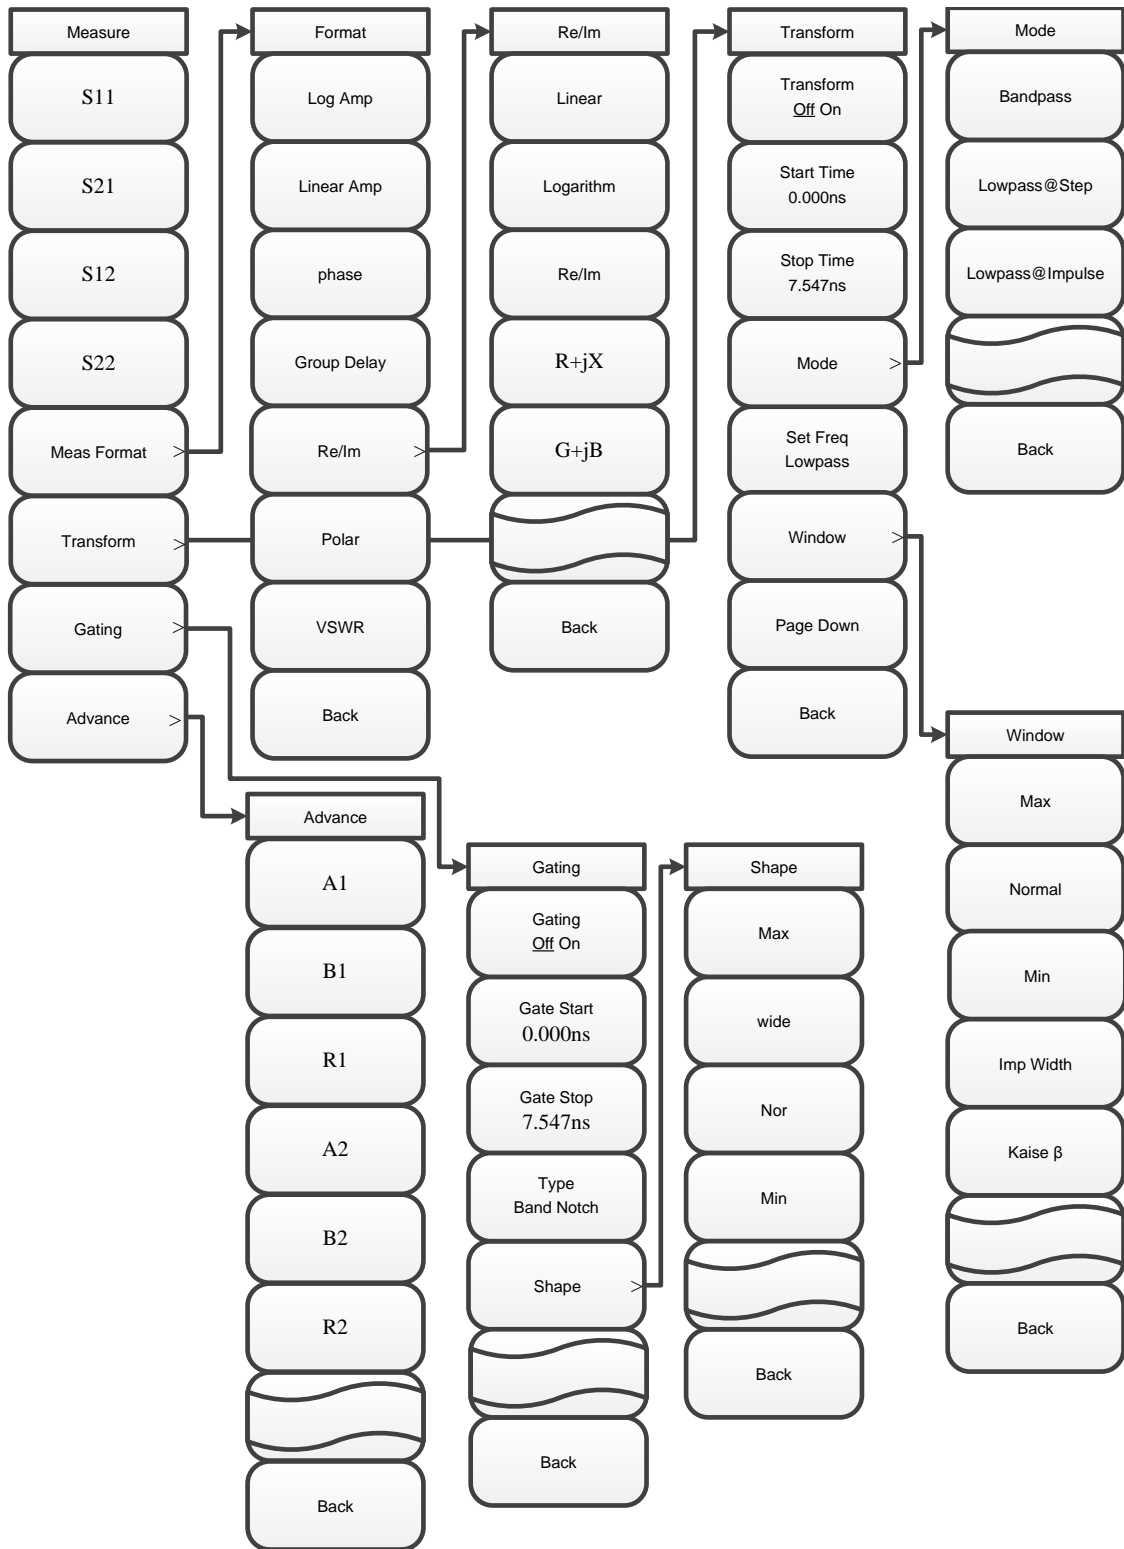 Measure
S11
S21
S12
S22
Meas Format >
Transform >
Gating >
Advance >
Format
Log Amp
Linear Amp
phase
Group Delay
Re/Im >
Polar
VSWR
Back
Re/Im
Linear
Logarithm
Re/Im
R+jX
G+jB
Back
Transform
Transform
Off On
Start Time
0.000ns
Stop Time
7.547ns
Mode >
Set Freq
Lowpass
Window >
Page Down
Back
Mode
Bandpass
Lowpass@Step
Lowpass@Impulse
Back
Advance
A1
B1
R1
A2
B2
R2
Back
Gating
Gating
Off On
Gate Start
0.000ns
Gate Stop
7.547ns
Type
Band Notch
Shape >
Back
Shape
Max
wide
Nor
Min
Back
Window
Max
Normal
Min
Imp Width
Kaise β
Back